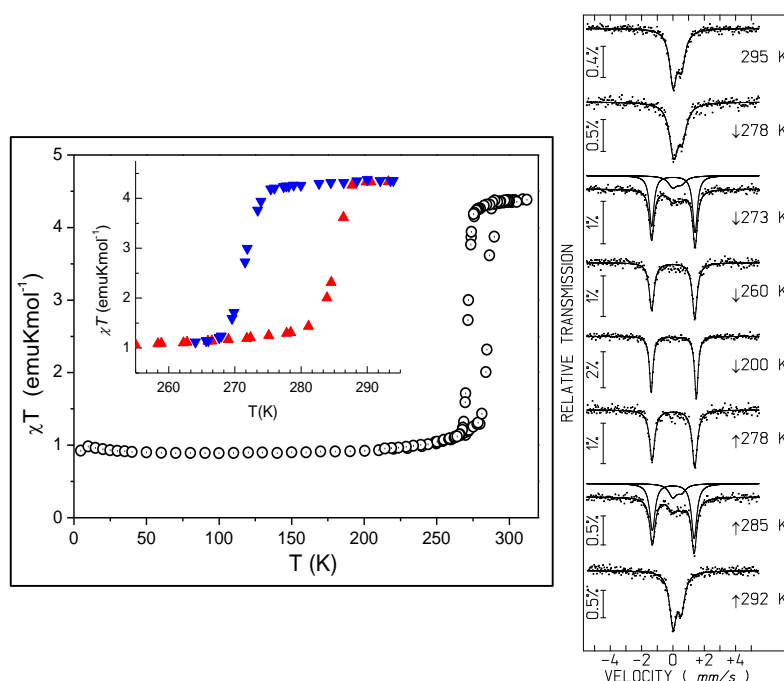 χT (emuKmol⁻¹)
5
4
3
2
1
0
0 50 100 150 200 250 300
T (K)
χT (emuKmol⁻¹)
4
3
2
1
260 270 280 290
T(K)
RELATIVE TRANSMISSION
0.4% 295 K
0.5% ↓278 K
1% ↓273 K
1% ↓260 K
2% ↓200 K
1% ↑278 K
0.5% ↑285 K
0.5% ↑292 K
-4 -2 0 +2 +4
VELOCITY ( mm/s )